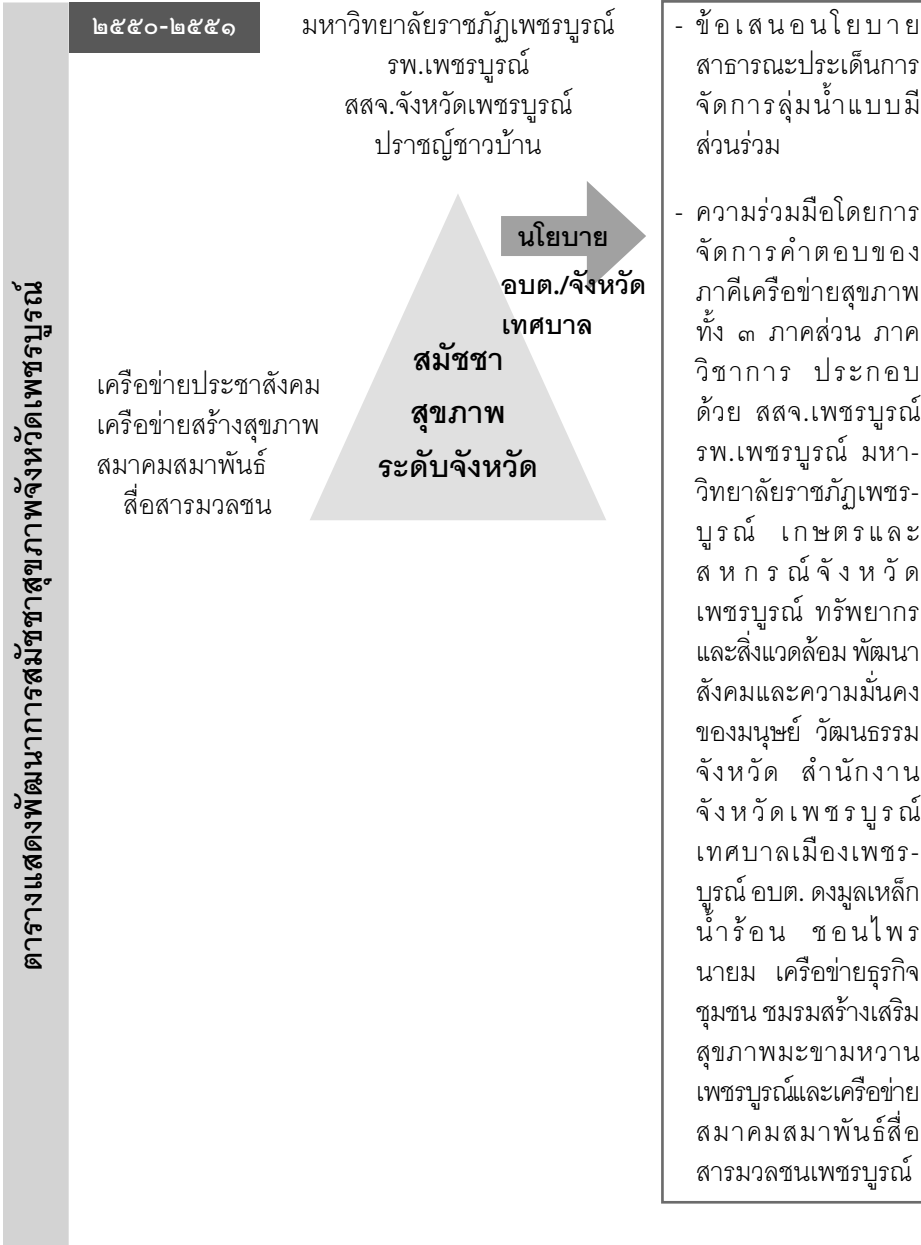 ตารางแสดงพัฒนาการสมัชชาสุขภาพจังหวัดเพชรบูรณ์
๒๕๕๐-๒๕๕๑
มหาวิทยาลัยราชภัฏเพชรบูรณ์
รพ.เพชรบูรณ์
สสจ.จังหวัดเพชรบูรณ์
ปราชญ์ชาวบ้าน
นโยบาย
อบต./จังหวัด
เทศบาล
สมัชชา
สุขภาพ
ระดับจังหวัด
เครือข่ายประชาสังคม
เครือข่ายสร้างสุขภาพ
สมาคมสมาพันธ์
สื่อสารมวลชน
- ข้อเสนอนโยบาย
สาธารณะประเด็นการ
จัดการลุ่มน้ำแบบมี
ส่วนร่วม
- ความร่วมมือโดยการ
จัดการคำตอบของ
ภาคีเครือข่ายสุขภาพ
ทั้ง ๓ ภาคส่วน ภาค
วิชาการ ประกอบ
ด้วย สสจ.เพชรบูรณ์
รพ.เพชรบูรณ์ มหา-
วิทยาลัยราชภัฏเพชร-
บูรณ์ เกษตรและ
สหกรณ์จังหวัด
เพชรบูรณ์ ทรัพยากร
และสิ่งแวดล้อม พัฒนา
สังคมและความมั่นคง
ของมนุษย์ วัฒนธรรม
จังหวัด สำนักงาน
จังหวัดเพชรบูรณ์
เทศบาลเมืองเพชร-
บูรณ์ อบต. ดงมูลเหล็ก
น้ำร้อน ชอนไพร
นายม เครือข่ายธุรกิจ
ชุมชน ชมรมสร้างเสริม
สุขภาพมะขามหวาน
เพชรบูรณ์และเครือข่าย
สมาคมสมาพันธ์สื่อ
สารมวลชนเพชรบูรณ์